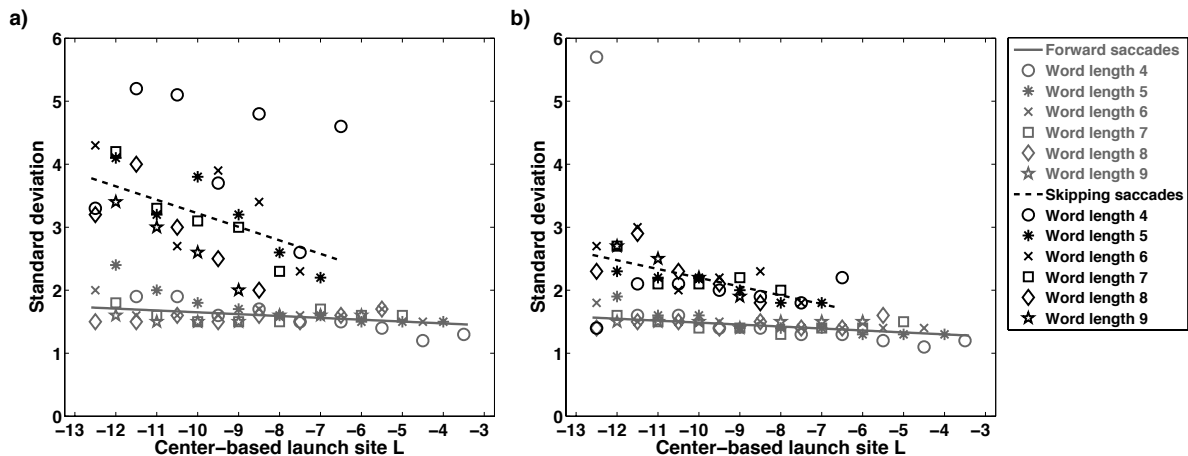 a)
6
5
4
3
2
1
0
Standard deviation
−13 −12 −11 −10 −9 −8 −7 −6 −5 −4 −3
Center−based launch site L
b)
6
5
4
3
2
1
0
Standard deviation
−13 −12 −11 −10 −9 −8 −7 −6 −5 −4 −3
Center−based launch site L
Forward saccades
Word length 4
Word length 5
Word length 6
Word length 7
Word length 8
Word length 9
Skipping saccades
Word length 4
Word length 5
Word length 6
Word length 7
Word length 8
Word length 9